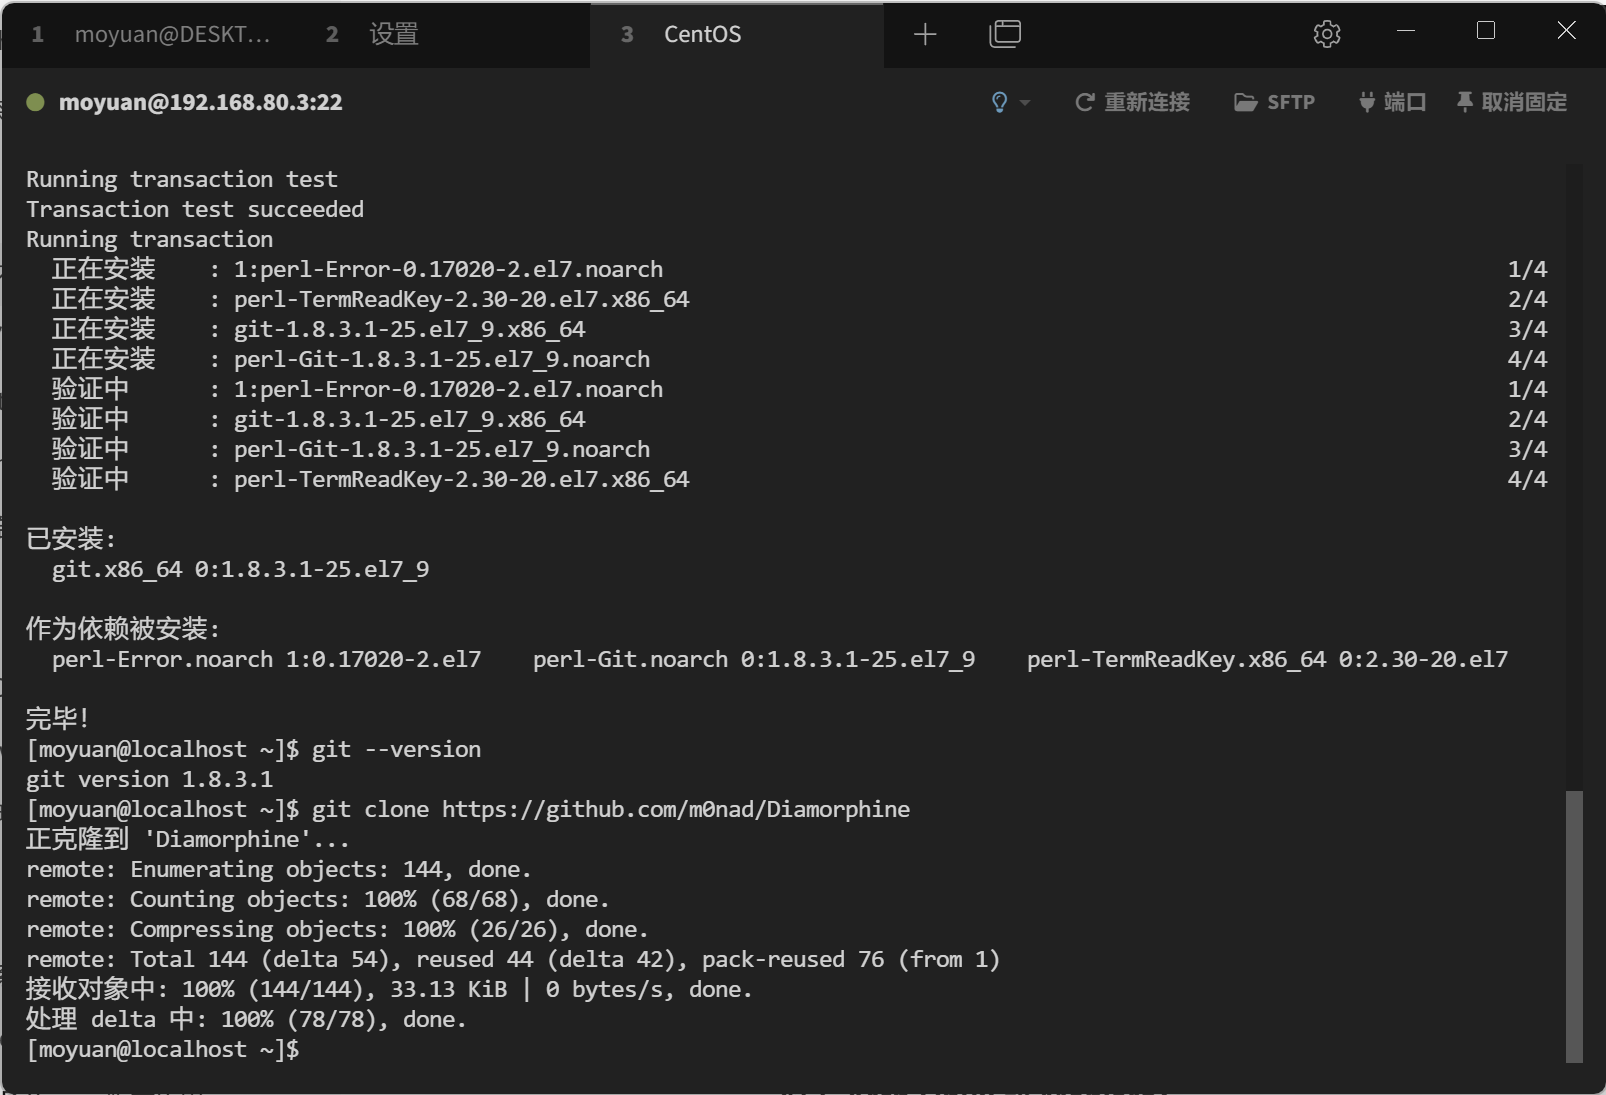 1 moyuan@DESKT... 2 设置 3 CentOS
moyuan@192.168.80.3:22 重新连接 SFTP 端口 取消固定
Running transaction test
Transaction test succeeded
Running transaction
正在安装 : 1:perl-Error-0.17020-2.el7.noarch 1/4
正在安装 : perl-TermReadKey-2.30-20.el7.x86_64 2/4
正在安装 : git-1.8.3.1-25.el7_9.x86_64 3/4
正在安装 : perl-Git-1.8.3.1-25.el7_9.noarch 4/4
验证中 : 1:perl-Error-0.17020-2.el7.noarch 1/4
验证中 : git-1.8.3.1-25.el7_9.x86_64 2/4
验证中 : perl-Git-1.8.3.1-25.el7_9.noarch 3/4
验证中 : perl-TermReadKey-2.30-20.el7.x86_64 4/4
已安装:
git.x86_64 0:1.8.3.1-25.el7_9
作为依赖被安装:
perl-Error.noarch 1:0.17020-2.el7 perl-Git.noarch 0:1.8.3.1-25.el7_9 perl-TermReadKey.x86_64 0:2.30-20.el7
完毕！
[moyuan@localhost ~]$ git --version
git version 1.8.3.1
[moyuan@localhost ~]$ git clone https://github.com/m0nad/Diamorphine
正克隆到 'Diamorphine'...
remote: Enumerating objects: 144, done.
remote: Counting objects: 100% (68/68), done.
remote: Compressing objects: 100% (26/26), done.
remote: Total 144 (delta 54), reused 44 (delta 42), pack-reused 76 (from 1)
接收对象中: 100% (144/144), 33.13 KiB | 0 bytes/s, done.
处理 delta 中: 100% (78/78), done.
[moyuan@localhost ~]$